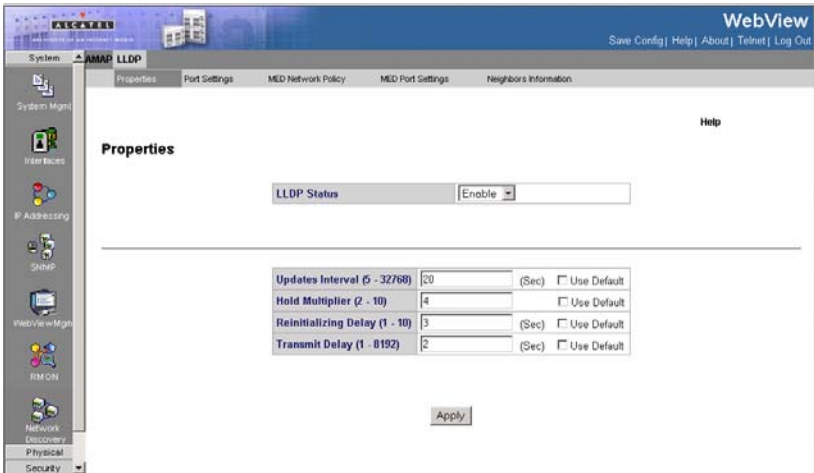 ALCATEL
WebView
Save Config| Help| About| Telnet| Log Out
System
AMAP LLDP
Properties Port Settings MED Network Policy MED Port Settings Neighbors Information
System Mgmt
Help
Properties
Interfaces
LLDP Status Enable
IP Addressing
SNMP
Updates Interval (5 - 32768) 20 (Sec) Use Default
Hold Multiplier (2 - 10) 4 Use Default
Reinitializing Delay (1 - 10) 3 (Sec) Use Default
Transmit Delay (1 - 8192) 2 (Sec) Use Default
WebViewMgm
RMON
Apply
Network
Discovery
Physical
Security